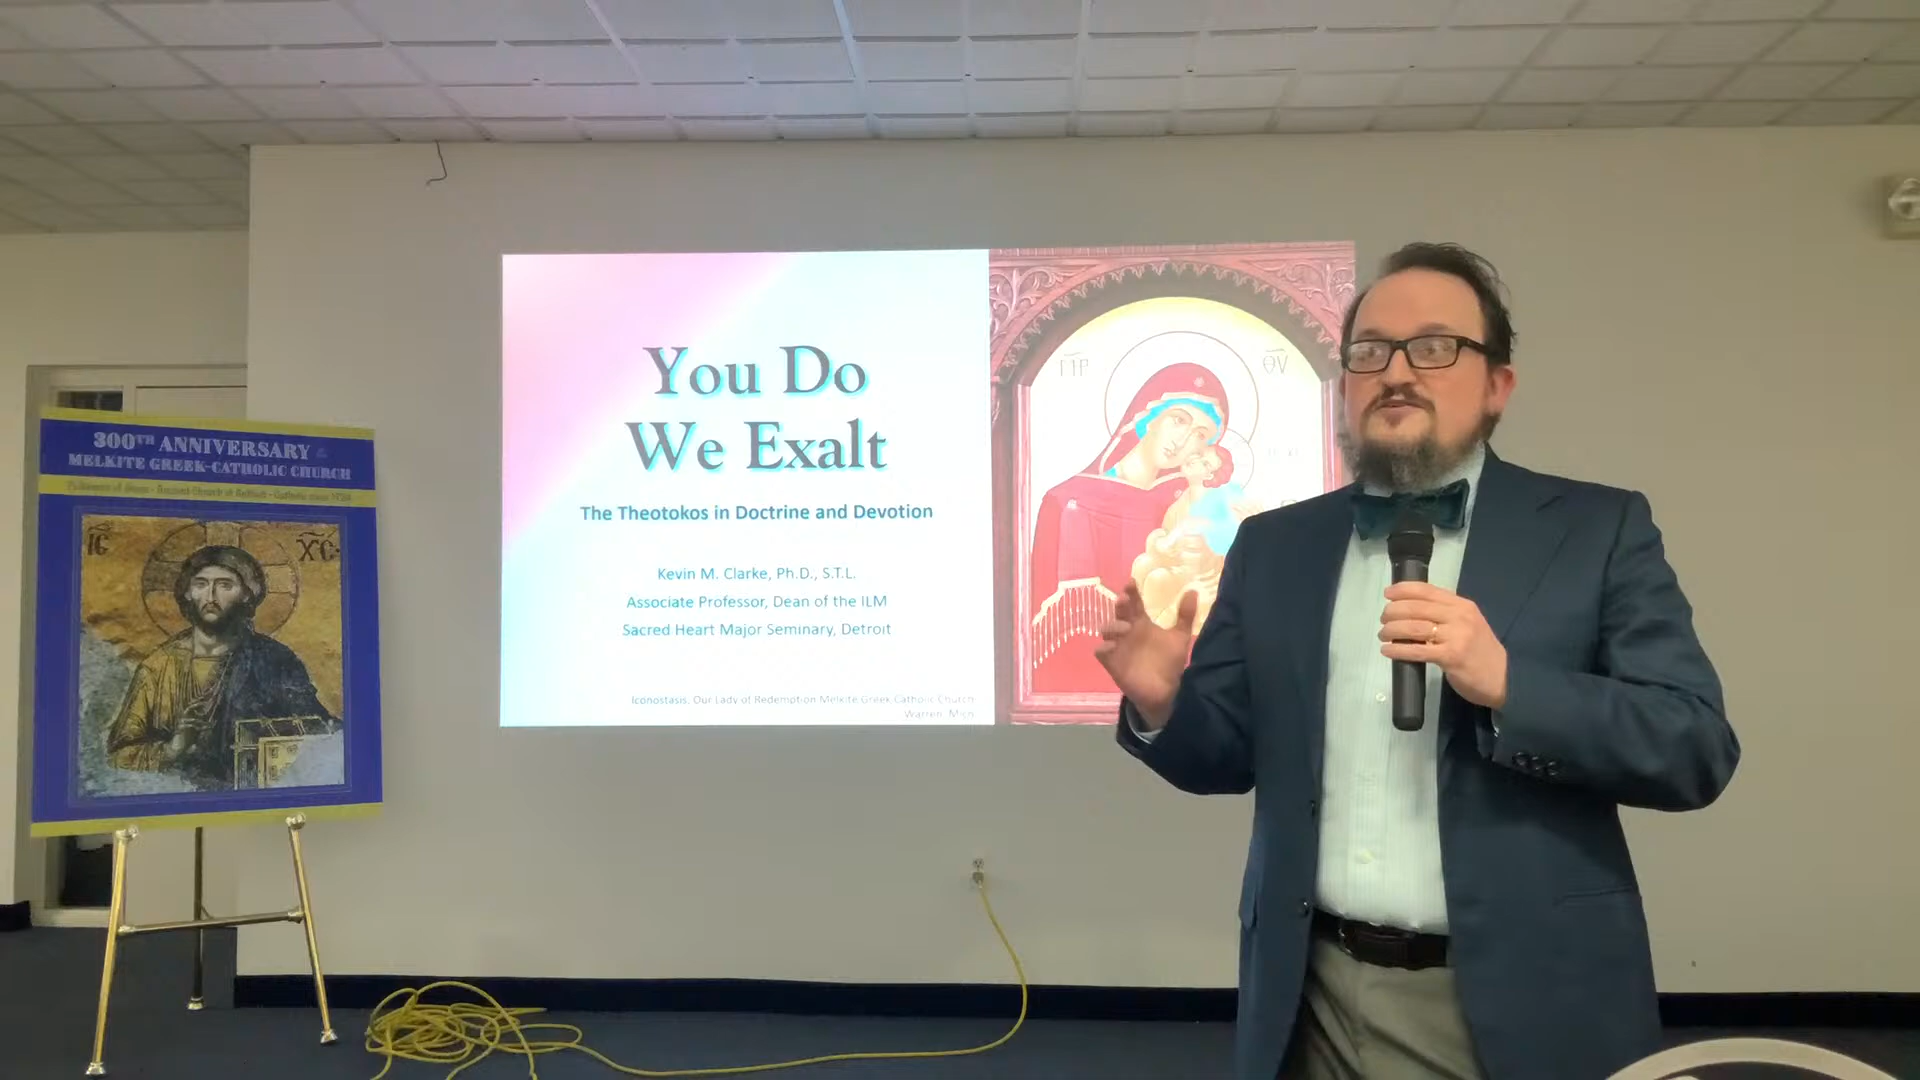 300TH ANNIVERSARY
MELKITE GREEK-CATHOLIC CHURCH
IC XC
You Do
We Exalt
The Theotokos in Doctrine and Devotion
Kevin M. Clarke, Ph.D., S.T.L.
Associate Professor, Dean of the ILM
Sacred Heart Major Seminary, Detroit
Iconostasis, Our Lady of Redemption Melkite Greek Catholic Church
Warren, Mich.
ΘV